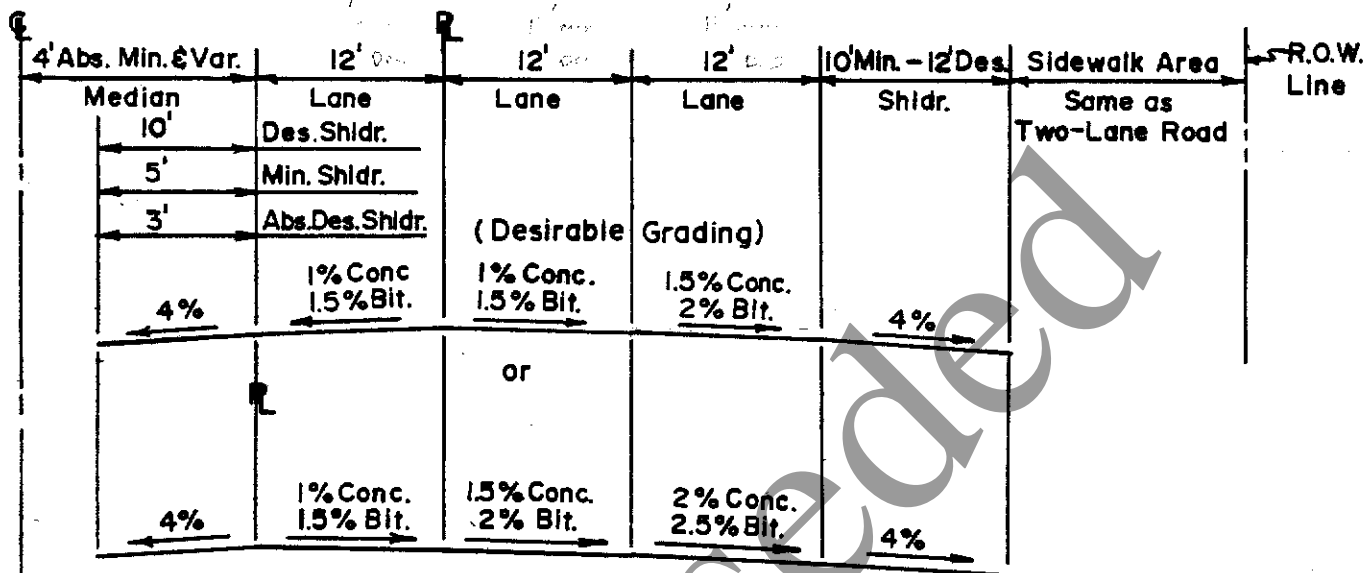 ℄ ℙL
4' Abs. Min. & Var. 12' 12' 12' 10' Min. - 12' Des. Sidewalk Area R.O.W.
Median Lane Lane Lane Shldr. Same as Line
10' Des. Shldr. Two-Lane Road
5' Min. Shldr.
3' Abs. Des. Shldr.
(Desirable Grading)
1% Conc 1% Conc. 1.5% Conc.
4% 1.5% Bit. 1.5% Bit. 2% Bit. 4%
or
PL
1% Conc. 1.5% Conc. 2% Conc.
4% 1.5% Bit. 2% Bit. 2.5% Bit. 4%
eded